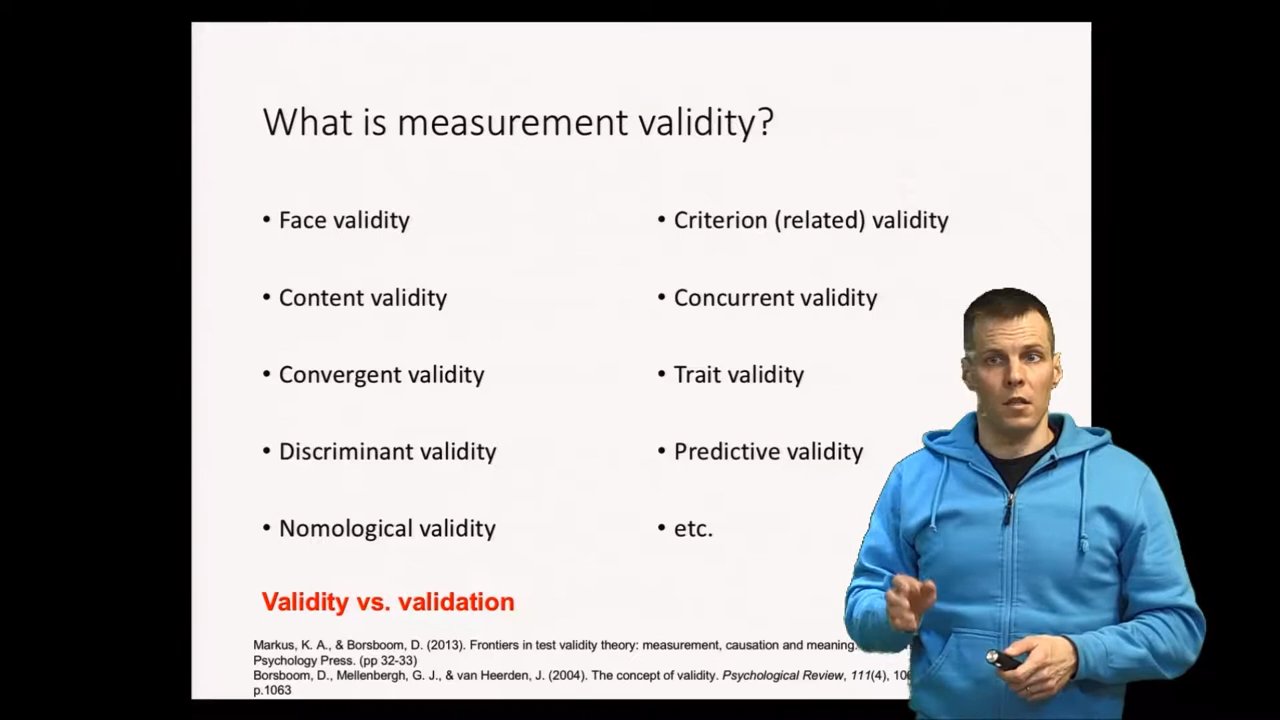 What is measurement validity?
• Face validity
• Content validity
• Convergent validity
• Discriminant validity
• Nomological validity
• Criterion (related) validity
• Concurrent validity
• Trait validity
• Predictive validity
• etc.
Validity vs. validation
Markus, K. A., & Borsboom, D. (2013). Frontiers in test validity theory: measurement, causation and meaning.
Psychology Press. (pp 32-33)
Borsboom, D., Mellenbergh, G. J., & van Heerden, J. (2004). The concept of validity. Psychological Review, 111(4),
p.1063